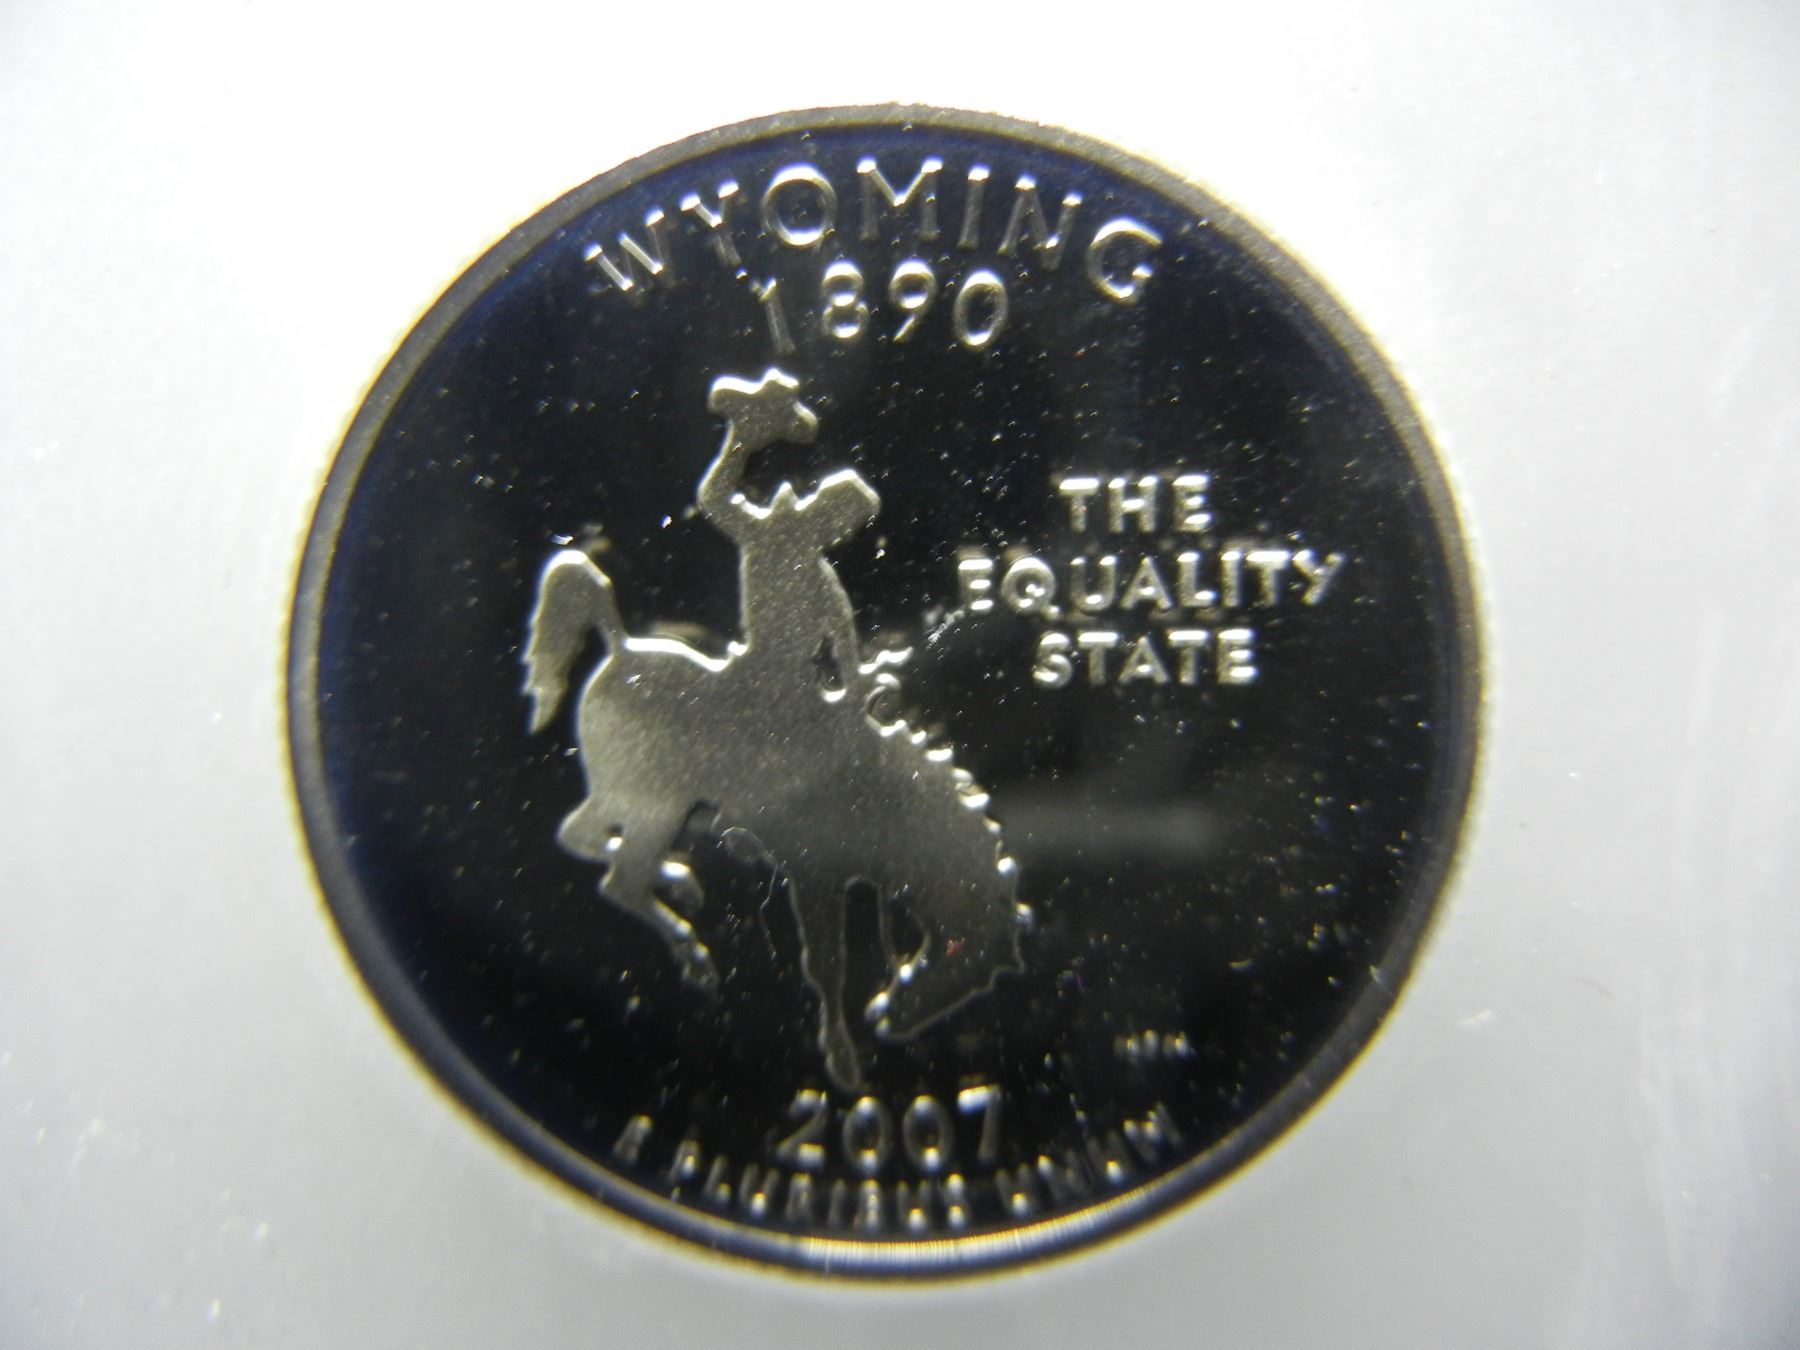 WYOMING
1890
THE
EQUALITY
STATE
2007
E PLURIBUS UNUM